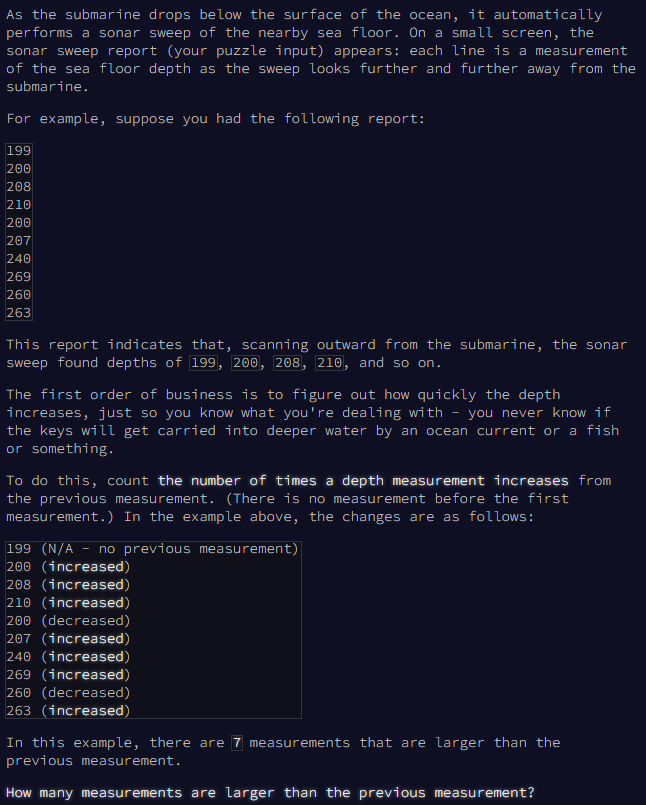 As the submarine drops below the surface of the ocean, it automatically
performs a sonar sweep of the nearby sea floor. On a small screen, the
sonar sweep report (your puzzle input) appears: each line is a measurement
of the sea floor depth as the sweep looks further and further away from the
submarine.
For example, suppose you had the following report:
199
200
208
210
200
207
240
269
260
263
This report indicates that, scanning outward from the submarine, the sonar
sweep found depths of 199, 200, 208, 210, and so on.
The first order of business is to figure out how quickly the depth
increases, just so you know what you're dealing with - you never know if
the keys will get carried into deeper water by an ocean current or a fish
or something.
To do this, count the number of times a depth measurement increases from
the previous measurement. (There is no measurement before the first
measurement.) In the example above, the changes are as follows:
199 (N/A - no previous measurement)
200 (increased)
208 (increased)
210 (increased)
200 (decreased)
207 (increased)
240 (increased)
269 (increased)
260 (decreased)
263 (increased)
In this example, there are 7 measurements that are larger than the
previous measurement.
How many measurements are larger than the previous measurement?